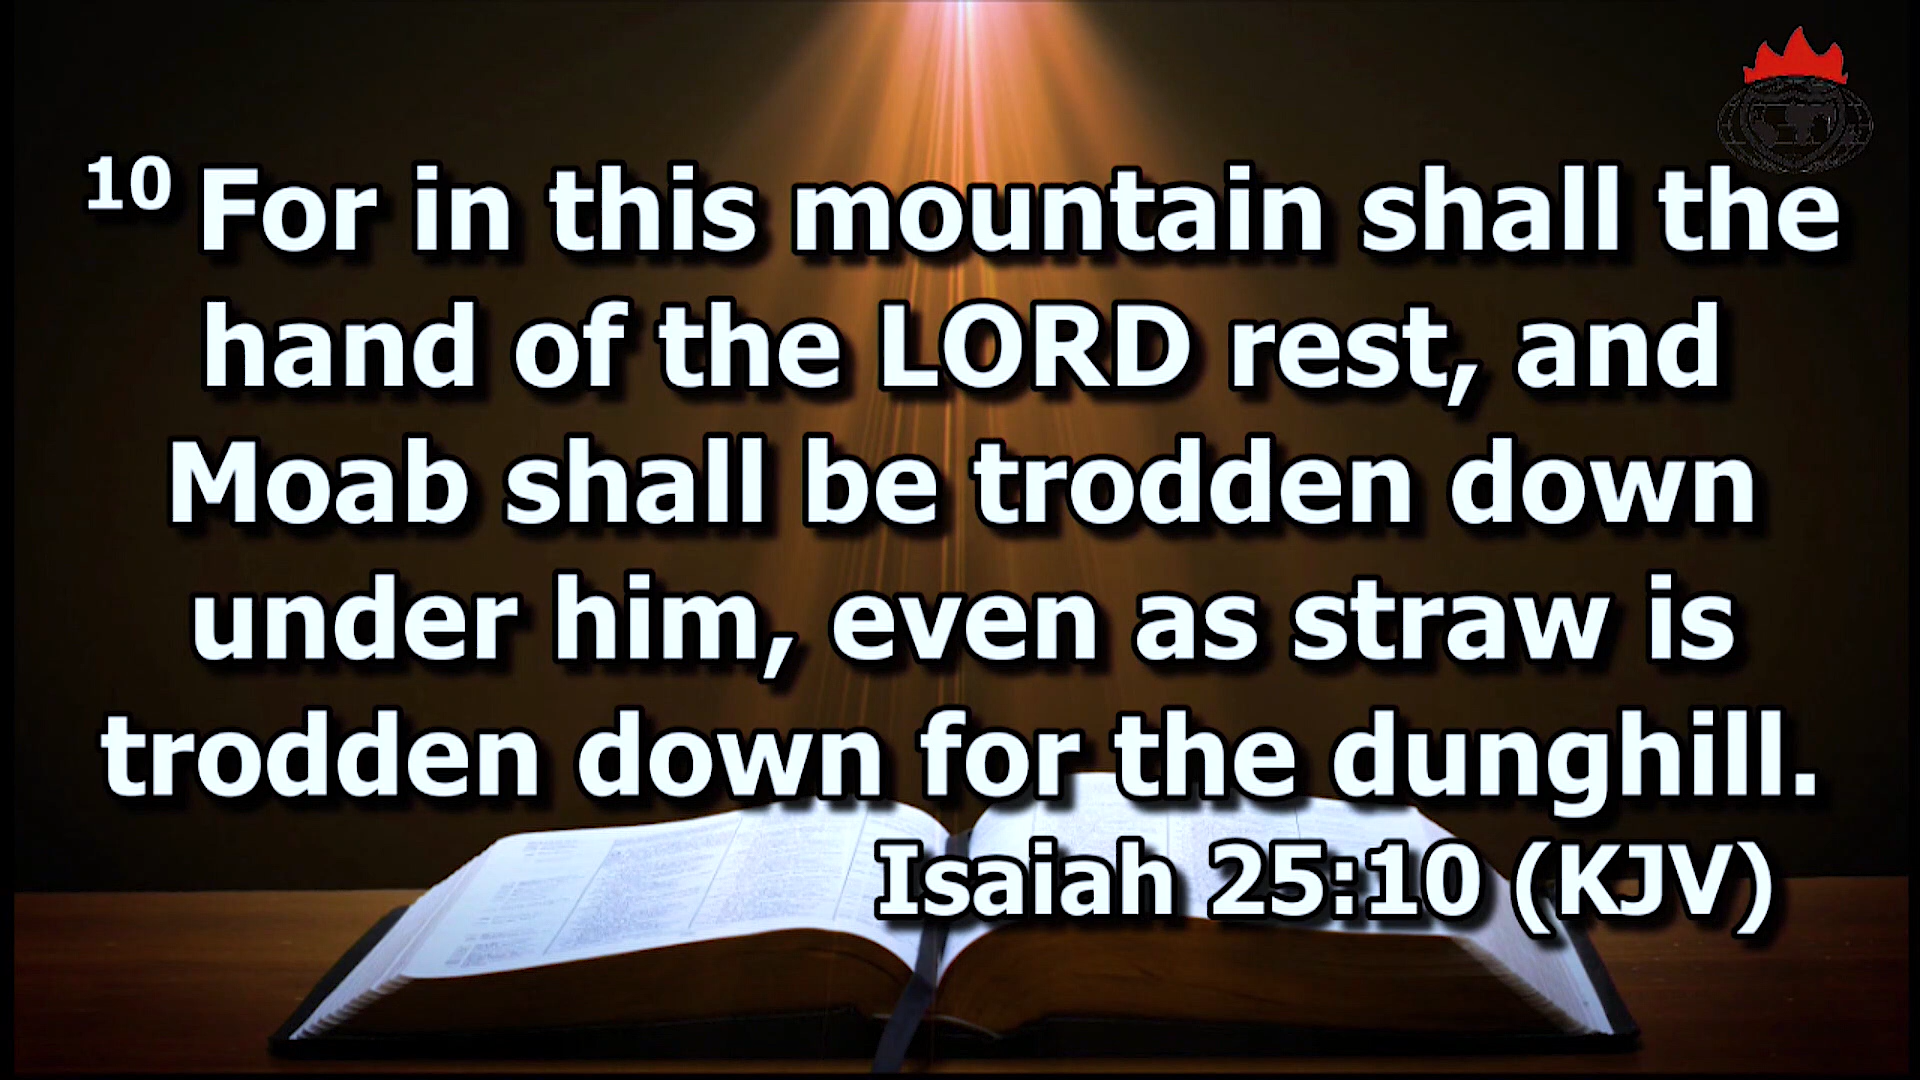 10 For in this mountain shall the
hand of the LORD rest, and
Moab shall be trodden down
under him, even as straw is
trodden down for the dunghill.
Isaiah 25:10 (KJV)